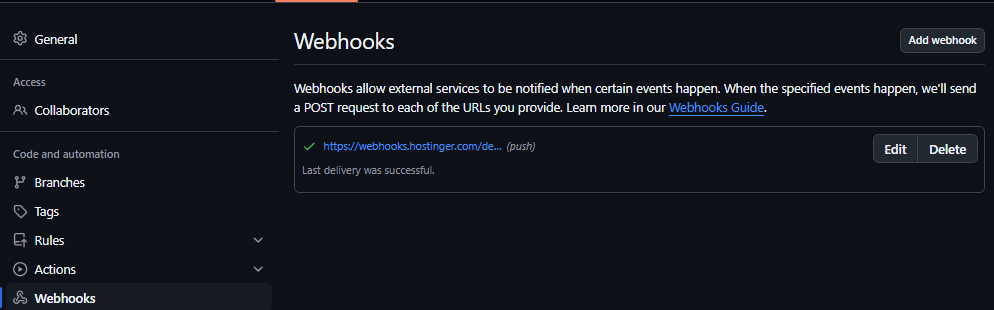 General
Access
Collaborators
Code and automation
Branches
Tags
Rules
Actions
Webhooks
Webhooks
Add webhook
Webhooks allow external services to be notified when certain events happen. When the specified events happen, we'll send
a POST request to each of the URLs you provide. Learn more in our Webhooks Guide.
https://webhooks.hostinger.com/de... (push)
Edit
Delete
Last delivery was successful.